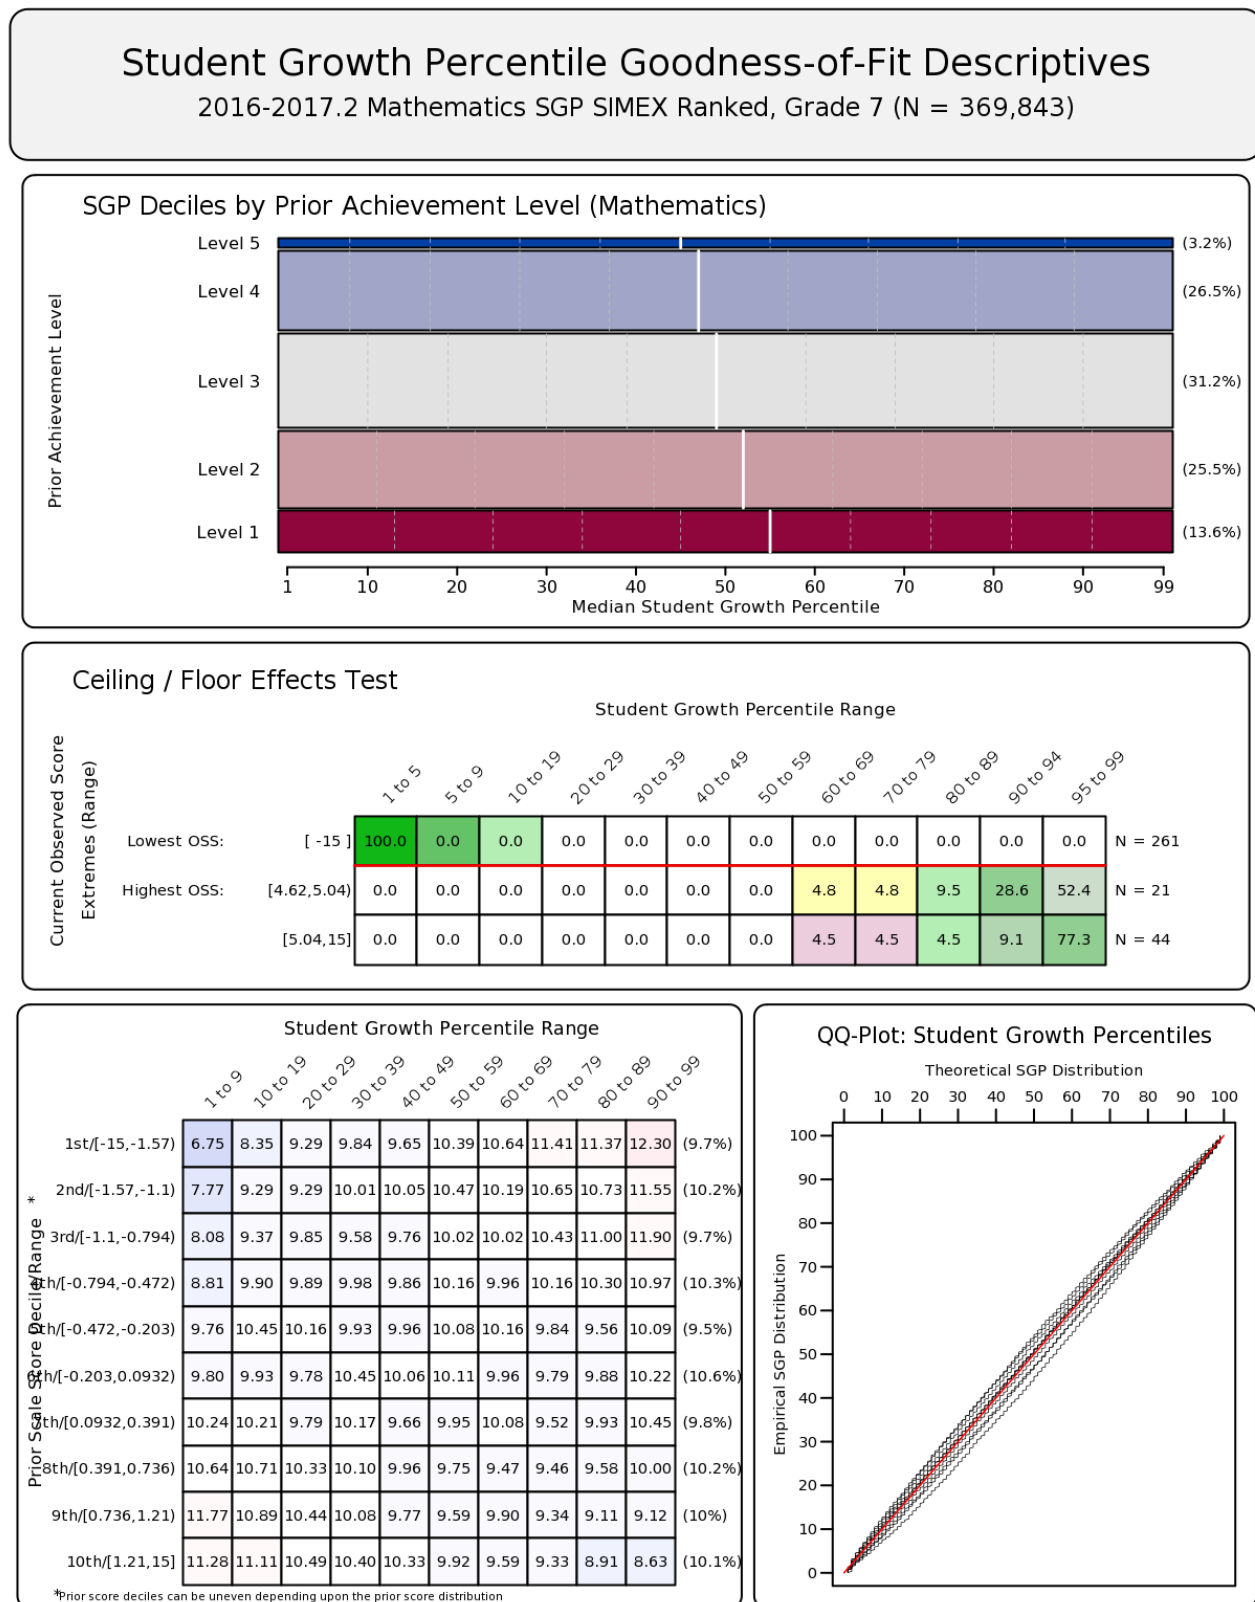 Student Growth Percentile Goodness-of-Fit Descriptives
2016-2017.2 Mathematics SGP SIMEX Ranked, Grade 7 (N = 369,843)
SGP Deciles by Prior Achievement Level (Mathematics)
Prior Achievement Level
Level 5 (3.2%)
Level 4 (26.5%)
Level 3 (31.2%)
Level 2 (25.5%)
Level 1 (13.6%)
1 10 20 30 40 50 60 70 80 90 99
Median Student Growth Percentile
Ceiling / Floor Effects Test
Student Growth Percentile Range
Current Observed Score
Extremes (Range)
1 to 5 5 to 9 10 to 19 20 to 29 30 to 39 40 to 49 50 to 59 60 to 69 70 to 79 80 to 89 90 to 94 95 to 99
Lowest OSS: [ -15 ] 100.0 0.0 0.0 0.0 0.0 0.0 0.0 0.0 0.0 0.0 0.0 0.0 N = 261
Highest OSS: [4.62,5.04) 0.0 0.0 0.0 0.0 0.0 0.0 0.0 4.8 4.8 9.5 28.6 52.4 N = 21
[5.04,15] 0.0 0.0 0.0 0.0 0.0 0.0 0.0 4.5 4.5 4.5 9.1 77.3 N = 44
Student Growth Percentile Range
1 to 9 10 to 19 20 to 29 30 to 39 40 to 49 50 to 59 60 to 69 70 to 79 80 to 89 90 to 99
Prior Scale Score Decile/Range *
1st/[-15,-1.57) 6.75 8.35 9.29 9.84 9.65 10.39 10.64 11.41 11.37 12.30 (9.7%)
2nd/[-1.57,-1.1) 7.77 9.29 9.29 10.01 10.05 10.47 10.19 10.65 10.73 11.55 (10.2%)
3rd/[-1.1,-0.794) 8.08 9.37 9.85 9.58 9.76 10.02 10.02 10.43 11.00 11.90 (9.7%)
4th/[-0.794,-0.472) 8.81 9.90 9.89 9.98 9.86 10.16 9.96 10.16 10.30 10.97 (10.3%)
5th/[-0.472,-0.203) 9.76 10.45 10.16 9.93 9.96 10.08 10.16 9.84 9.56 10.09 (9.5%)
6th/[-0.203,0.0932) 9.80 9.93 9.78 10.45 10.06 10.11 9.96 9.79 9.88 10.22 (10.6%)
7th/[0.0932,0.391) 10.24 10.21 9.79 10.17 9.66 9.95 10.08 9.52 9.93 10.45 (9.8%)
8th/[0.391,0.736) 10.64 10.71 10.33 10.10 9.96 9.75 9.47 9.46 9.58 10.00 (10.2%)
9th/[0.736,1.21) 11.77 10.89 10.44 10.08 9.77 9.59 9.90 9.34 9.11 9.12 (10%)
10th/[1.21,15] 11.28 11.11 10.49 10.40 10.33 9.92 9.59 9.33 8.91 8.63 (10.1%)
*Prior score deciles can be uneven depending upon the prior score distribution
QQ-Plot: Student Growth Percentiles
Theoretical SGP Distribution
0 10 20 30 40 50 60 70 80 90 100
Empirical SGP Distribution
100
90
80
70
60
50
40
30
20
10
0